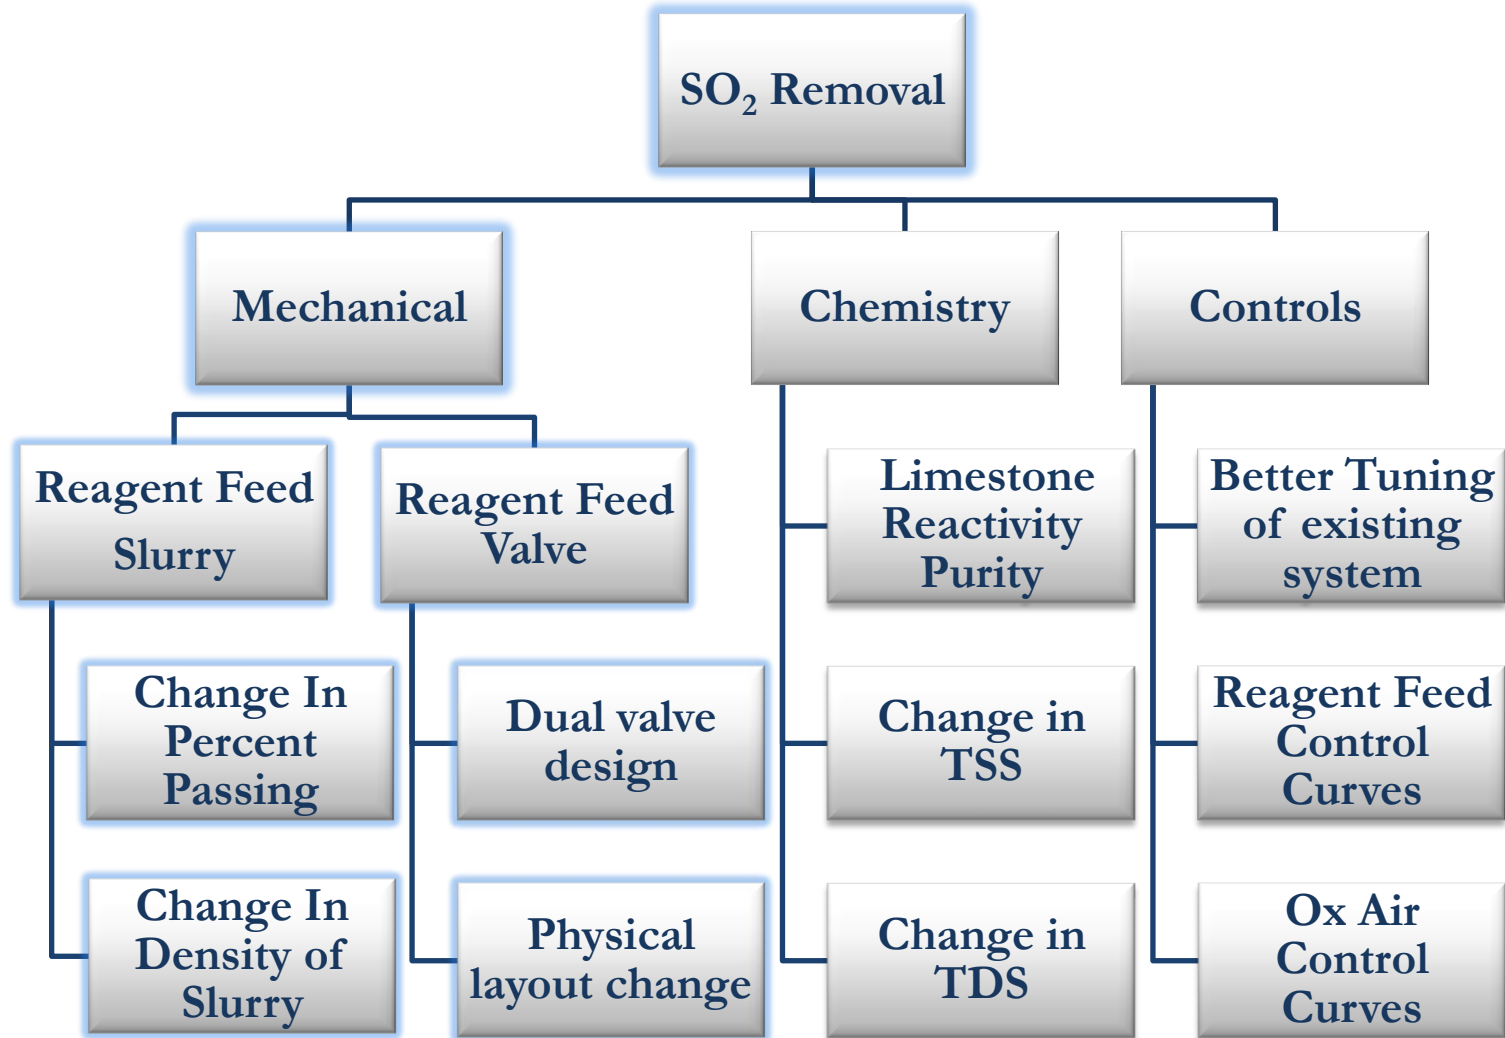 SO₂ Removal
Mechanical
Chemistry
Controls
Reagent Feed
Slurry
Reagent Feed
Valve
Limestone
Reactivity
Purity
Better Tuning
of existing
system
Change In
Percent
Passing
Dual valve
design
Change in
TSS
Reagent Feed
Control
Curves
Change In
Density of
Slurry
Physical
layout change
Change in
TDS
Ox Air
Control
Curves